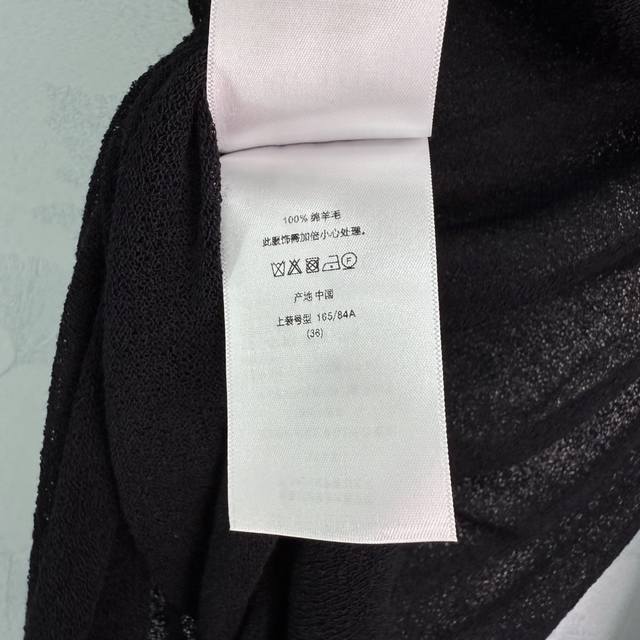 100% 绵羊毛
此服饰需加倍小心处理。
F
产地 中国
上装号型 165/84A
(36)